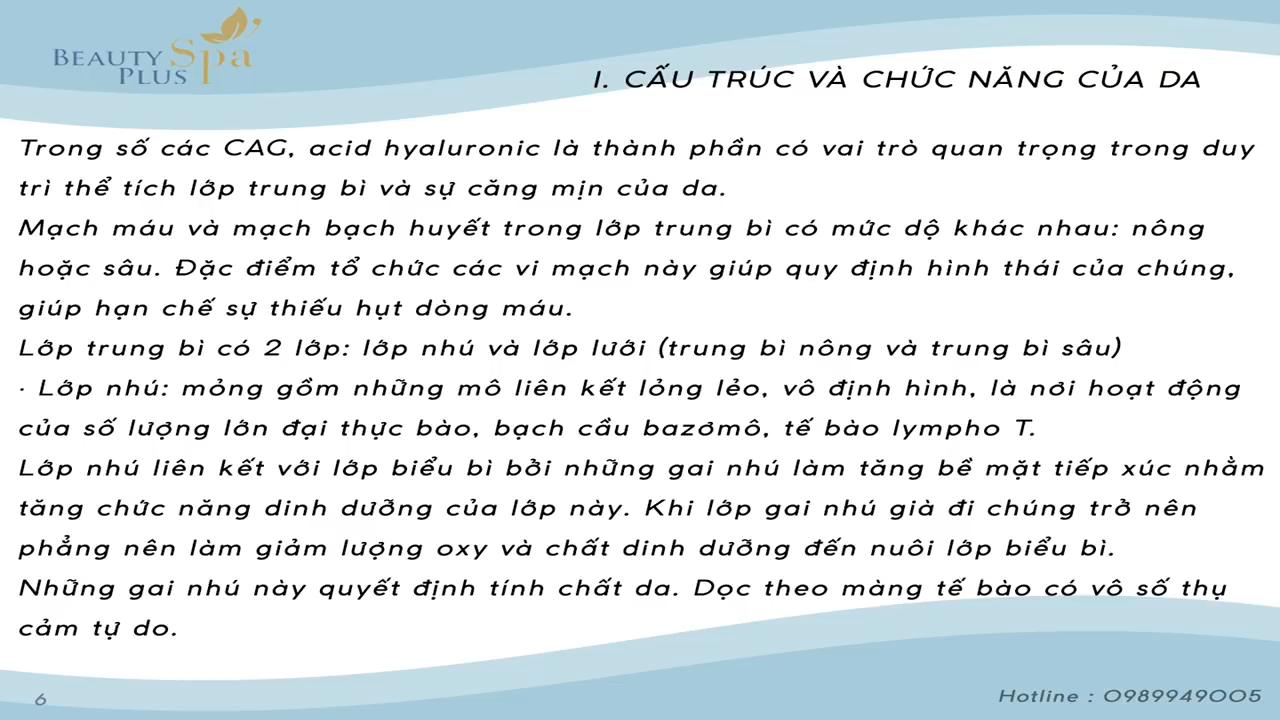 Beauty Spa
Plus
I. CẤU TRÚC VÀ CHỨC NĂNG CỦA DA
Trong số các CAG, acid hyaluronic là thành phần có vai trò quan trọng trong duy
trì thể tích lớp trung bì và sự căng mịn của da.
Mạch máu và mạch bạch huyết trong lớp trung bì có mức dộ khác nhau: nông
hoặc sâu. Đặc điểm tổ chức các vi mạch này giúp quy định hình thái của chúng,
giúp hạn chế sự thiếu hụt dòng máu.
Lớp trung bì có 2 lớp: lớp nhú và lớp lưới (trung bì nông và trung bì sâu)
· Lớp nhú: mỏng gồm những mô liên kết lỏng lẻo, vô định hình, là nơi hoạt động
của số lượng lớn đại thực bào, bạch cầu bazơmô, tế bào lympho T.
Lớp nhú liên kết với lớp biểu bì bởi những gai nhú làm tăng bề mặt tiếp xúc nhằm
tăng chức năng dinh dưỡng của lớp này. Khi lớp gai nhú già đi chúng trở nên
phẳng nên làm giảm lượng oxy và chất dinh dưỡng đến nuôi lớp biểu bì.
Những gai nhú này quyết định tính chất da. Dọc theo màng tế bào có vô số thụ
cảm tự do.
6
Hotline : 0989949005